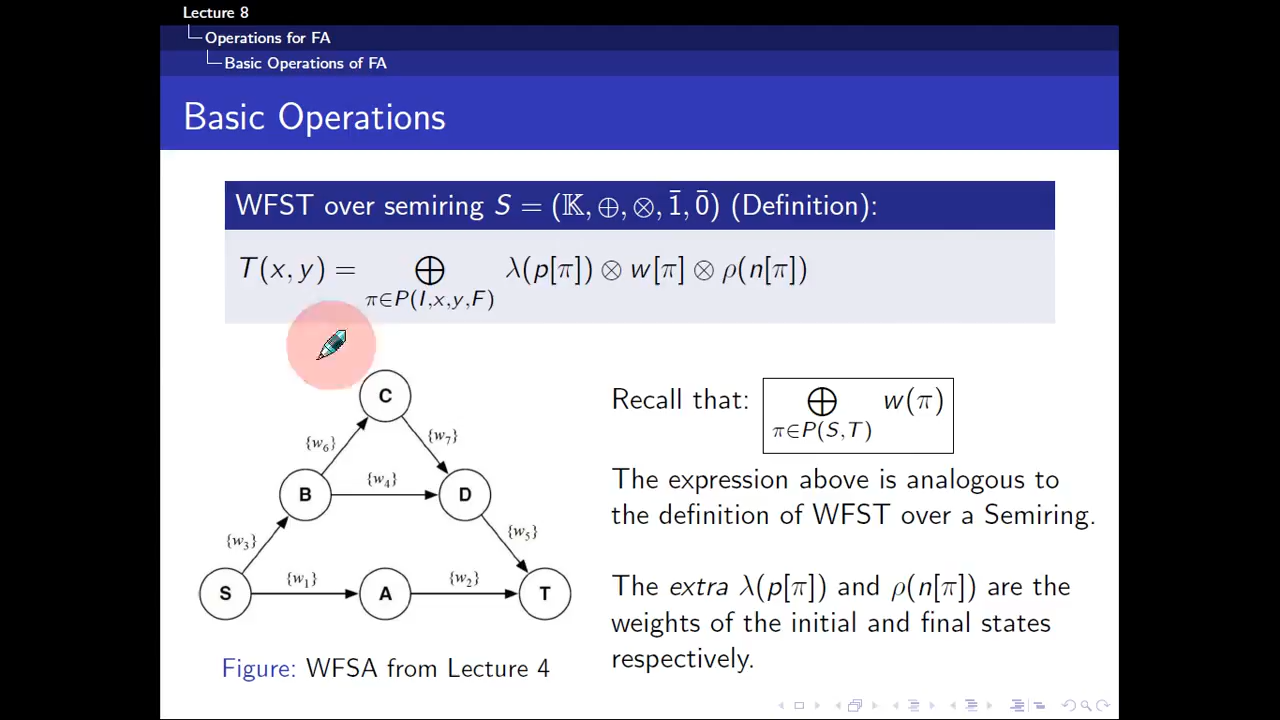 Lecture 8
Operations for FA
Basic Operations of FA
Basic Operations
WFST over semiring S = (𝕂, ⊕, ⊗, 1̄, 0̄) (Definition):
T(x, y) = ⊕ λ(p[π]) ⊗ w[π] ⊗ ρ(n[π])
π∈P(I,x,y,F)
C
{w₆}
{w₇}
B
{w₄}
D
{w₃}
{w₅}
S
{w₁}
A
{w₂}
T
Figure: WFSA from Lecture 4
Recall that: ⊕ w(π)
π∈P(S,T)
The expression above is analogous to
the definition of WFST over a Semiring.
The extra λ(p[π]) and ρ(n[π]) are the
weights of the initial and final states
respectively.